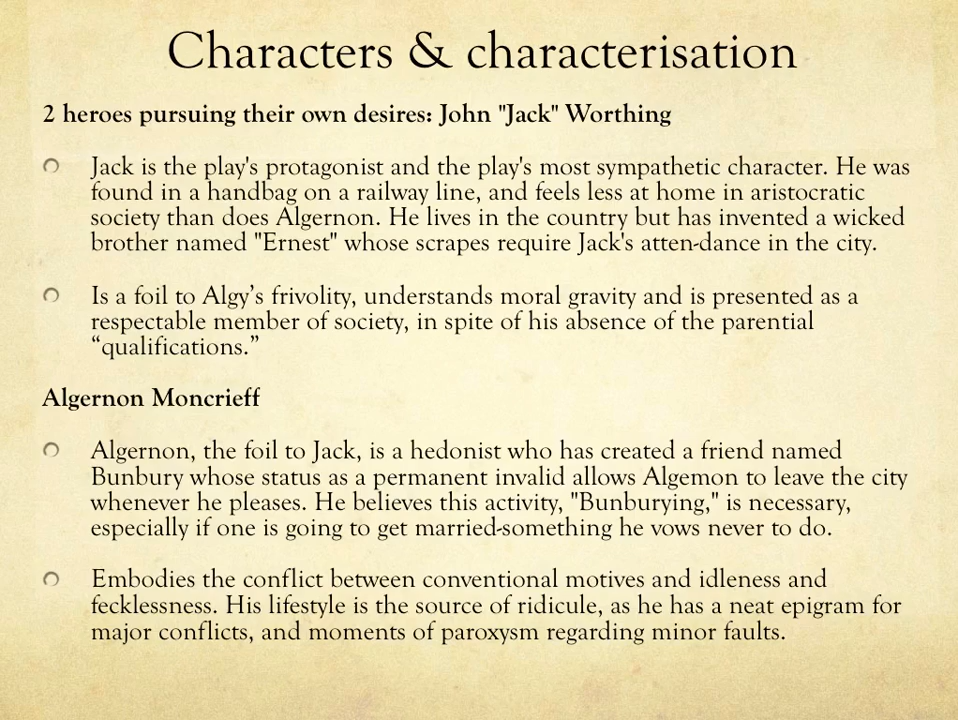 Characters & characterisation
2 heroes pursuing their own desires: John "Jack" Worthing
Jack is the play's protagonist and the play's most sympathetic character. He was
found in a handbag on a railway line, and feels less at home in aristocratic
society than does Algernon. He lives in the country but has invented a wicked
brother named "Ernest" whose scrapes require Jack's atten-dance in the city.
Is a foil to Algy’s frivolity, understands moral gravity and is presented as a
respectable member of society, in spite of his absence of the parential
“qualifications.”
Algernon Moncrieff
Algernon, the foil to Jack, is a hedonist who has created a friend named
Bunbury whose status as a permanent invalid allows Algemon to leave the city
whenever he pleases. He believes this activity, "Bunburying," is necessary,
especially if one is going to get married-something he vows never to do.
Embodies the conflict between conventional motives and idleness and
fecklessness. His lifestyle is the source of ridicule, as he has a neat epigram for
major conflicts, and moments of paroxysm regarding minor faults.